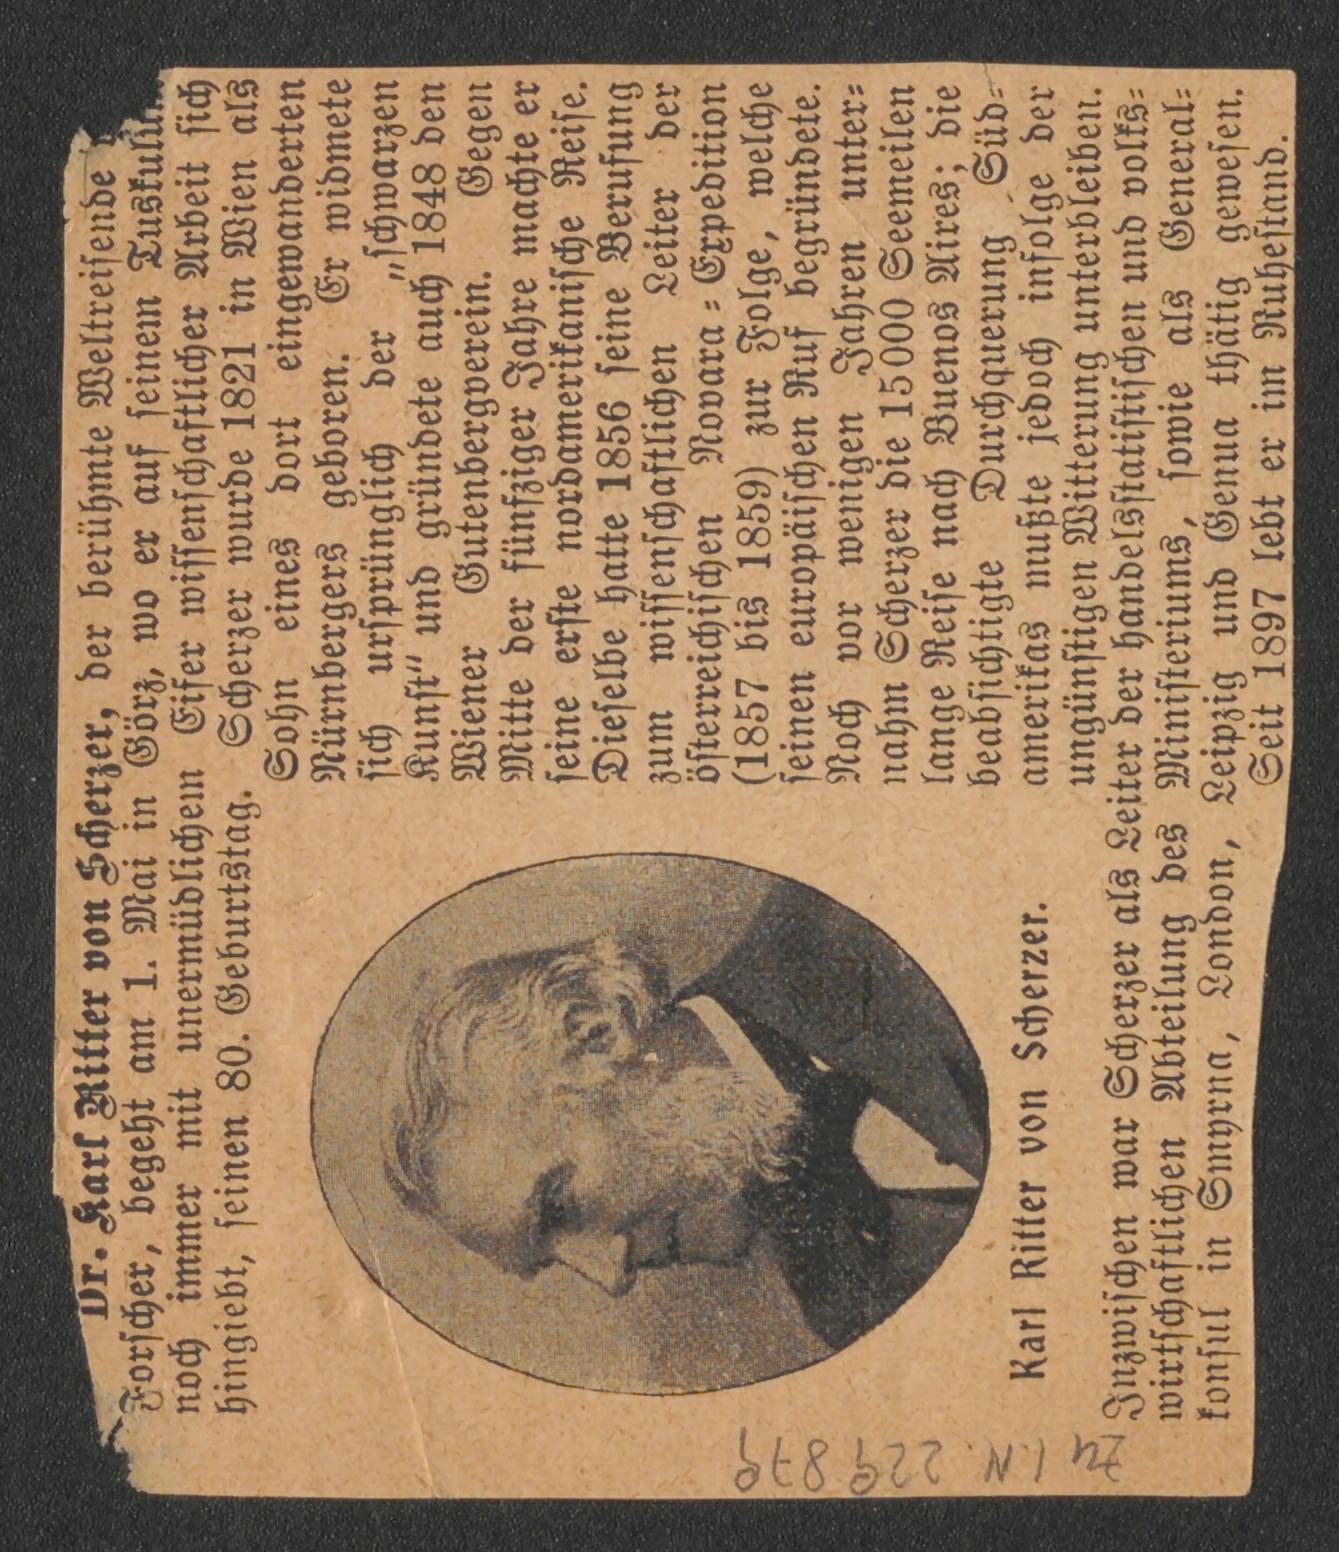 Dr. Karl Ritter von Scherzer, der berühmte Weltreisende
Forscher, begeht am 1. Mai in Görz, wo er auf seinem
noch immer mit unermüdlichem Eifer wissenschaftlicher Arbeit sich
hingiebt, seinen 80. Geburtstag. Scherzer wurde 1821 in Wien als
Sohn eines dort eingewanderten
Nürnbergers geboren. Er widmete
sich ursprünglich der „schwarzen
Kunst“ und gründete auch 1848 den
Wiener Gutenbergverein. Gegen
Mitte der fünfziger Jahre machte er
seine erste nordamerikanische Reise.
Dieselbe hatte 1856 seine Berufung
zum wissenschaftlichen Leiter der
österreichischen Novara-Expedition
(1857 bis 1859) zur Folge, welche
seinen europäischen Ruf begründete.
Noch vor wenigen Jahren unter-
nahm Scherzer die 15000 Seemeilen
lange Reise nach Buenos Aires; die
beabsichtigte Durchquerung Süd-
amerikas mußte jedoch infolge der
ungünstigen Witterung unterbleiben.
Karl Ritter von Scherzer.
Inzwischen war Scherzer als Leiter der handelsstatistischen und volks-
wirtschaftlichen Abteilung des Ministeriums, sowie als General-
konsul in Smyrna, London, Leipzig und Genua thätig gewesen.
Seit 1897 lebt er im Ruhestand.
zu I.N. 229879